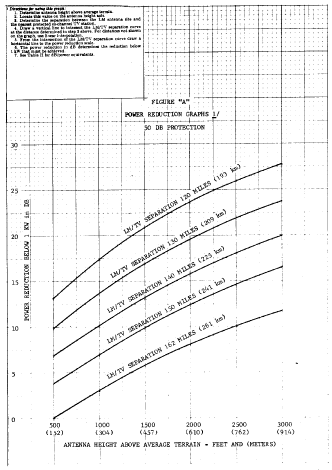 Directions for using this graph:
1. Determine antenna height above average terrain.
2. Locate this value on the antenna height axis.
3. Determine the separation between the LM antenna site and
the nearest protected co-channel TV station.
4. Draw a vertical line to intersect the LM/TV separation curve
at the distance determined in step 3 above. For distances not shown
on the graph, use linear interpolation.
5. From the intersection of the LM/TV separation curve draw a
horizontal line to the power reduction scale.
6. The power reduction in dB determines the reduction below
1 kW that must be observed.
7. See Table II for dB/power equivalents.
FIGURE "A"
POWER REDUCTION GRAPHS 1/
50 DB PROTECTION
30
25
20
15
10
5
0
POWER REDUCTION BELOW 1 KW in DB
LM/TV SEPARATION 120 MILES (193 km)
LM/TV SEPARATION 130 MILES (209 km)
LM/TV SEPARATION 140 MILES (225 km)
LM/TV SEPARATION 150 MILES (241 km)
LM/TV SEPARATION 162 MILES (261 km)
500 1000 1500 2000 2500 3000
(152) (304) (457) (610) (762) (914)
ANTENNA HEIGHT ABOVE AVERAGE TERRAIN - FEET AND (METERS)